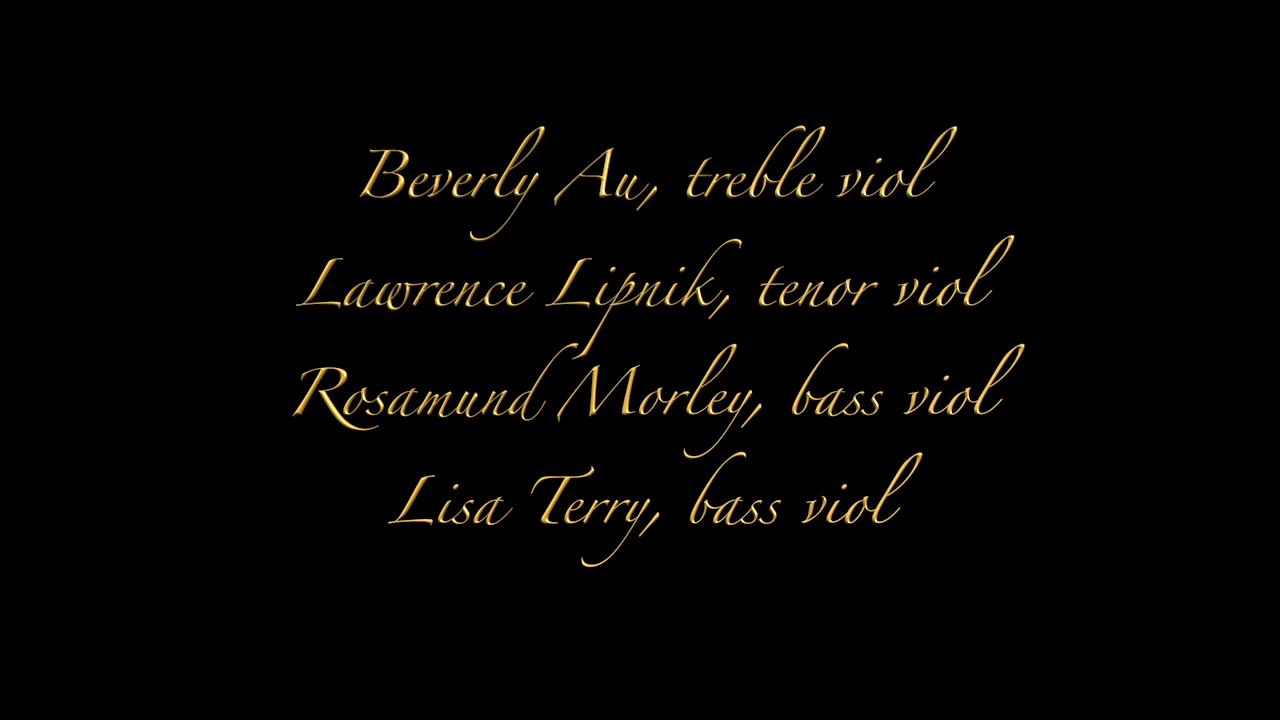 Beverly Au, treble viol
Lawrence Lipnik, tenor viol
Rosamund Morley, bass viol
Lisa Terry, bass viol